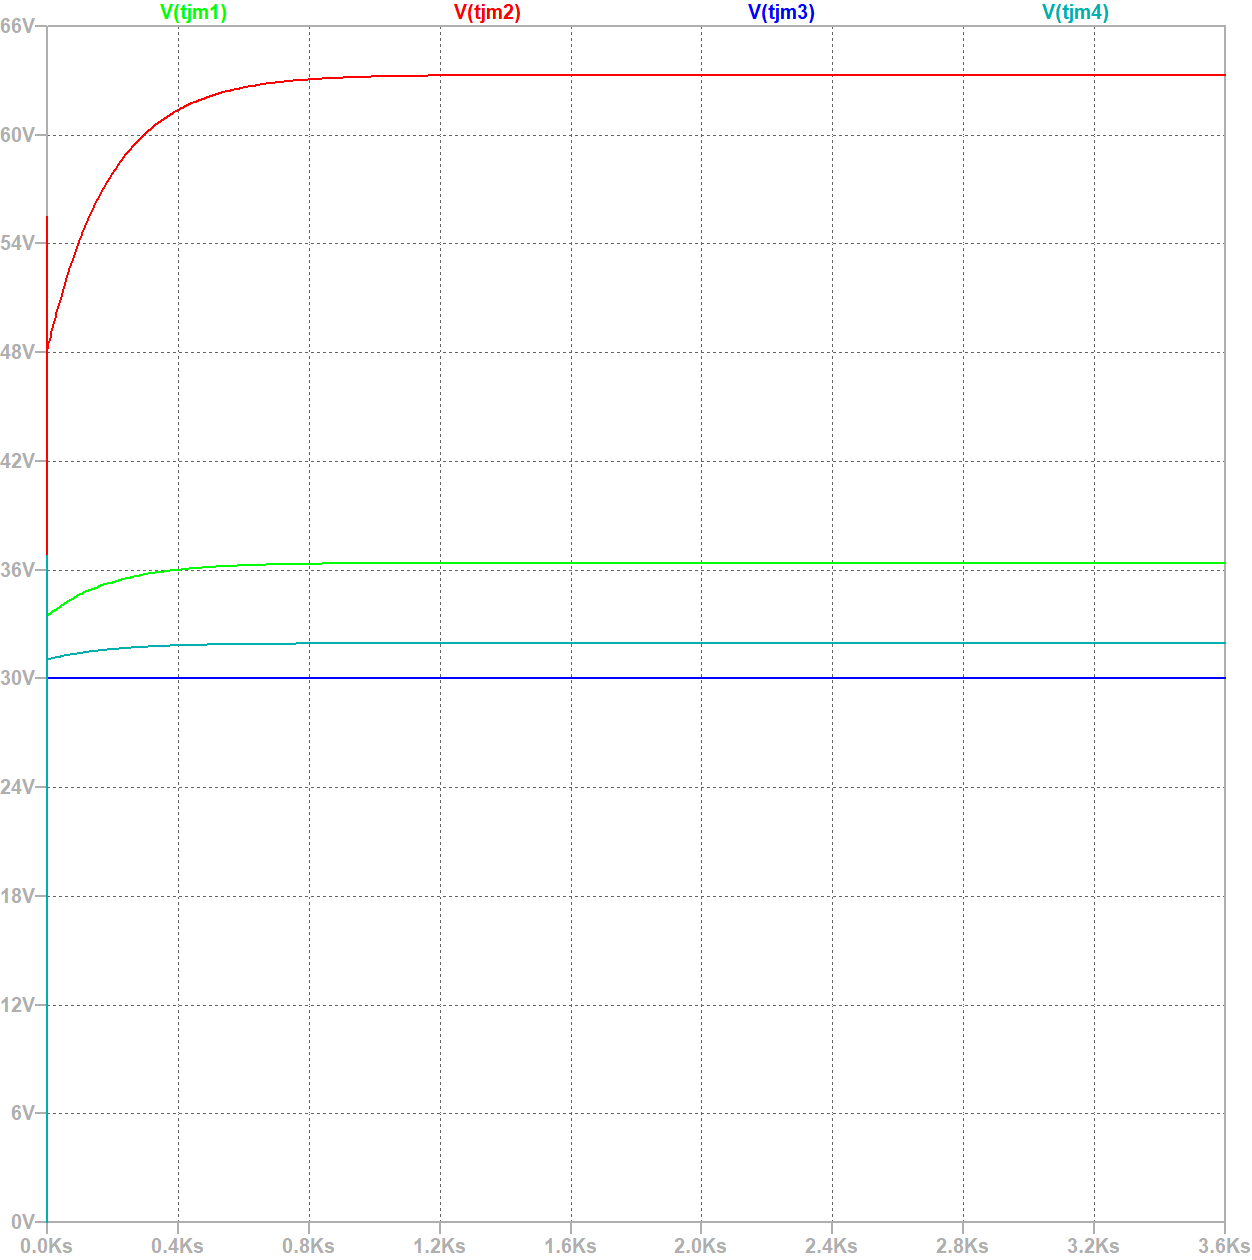 V(tjm1) V(tjm2) V(tjm3) V(tjm4)
66V
60V
54V
48V
42V
36V
30V
24V
18V
12V
6V
0V
0.0Ks 0.4Ks 0.8Ks 1.2Ks 1.6Ks 2.0Ks 2.4Ks 2.8Ks 3.2Ks 3.6Ks